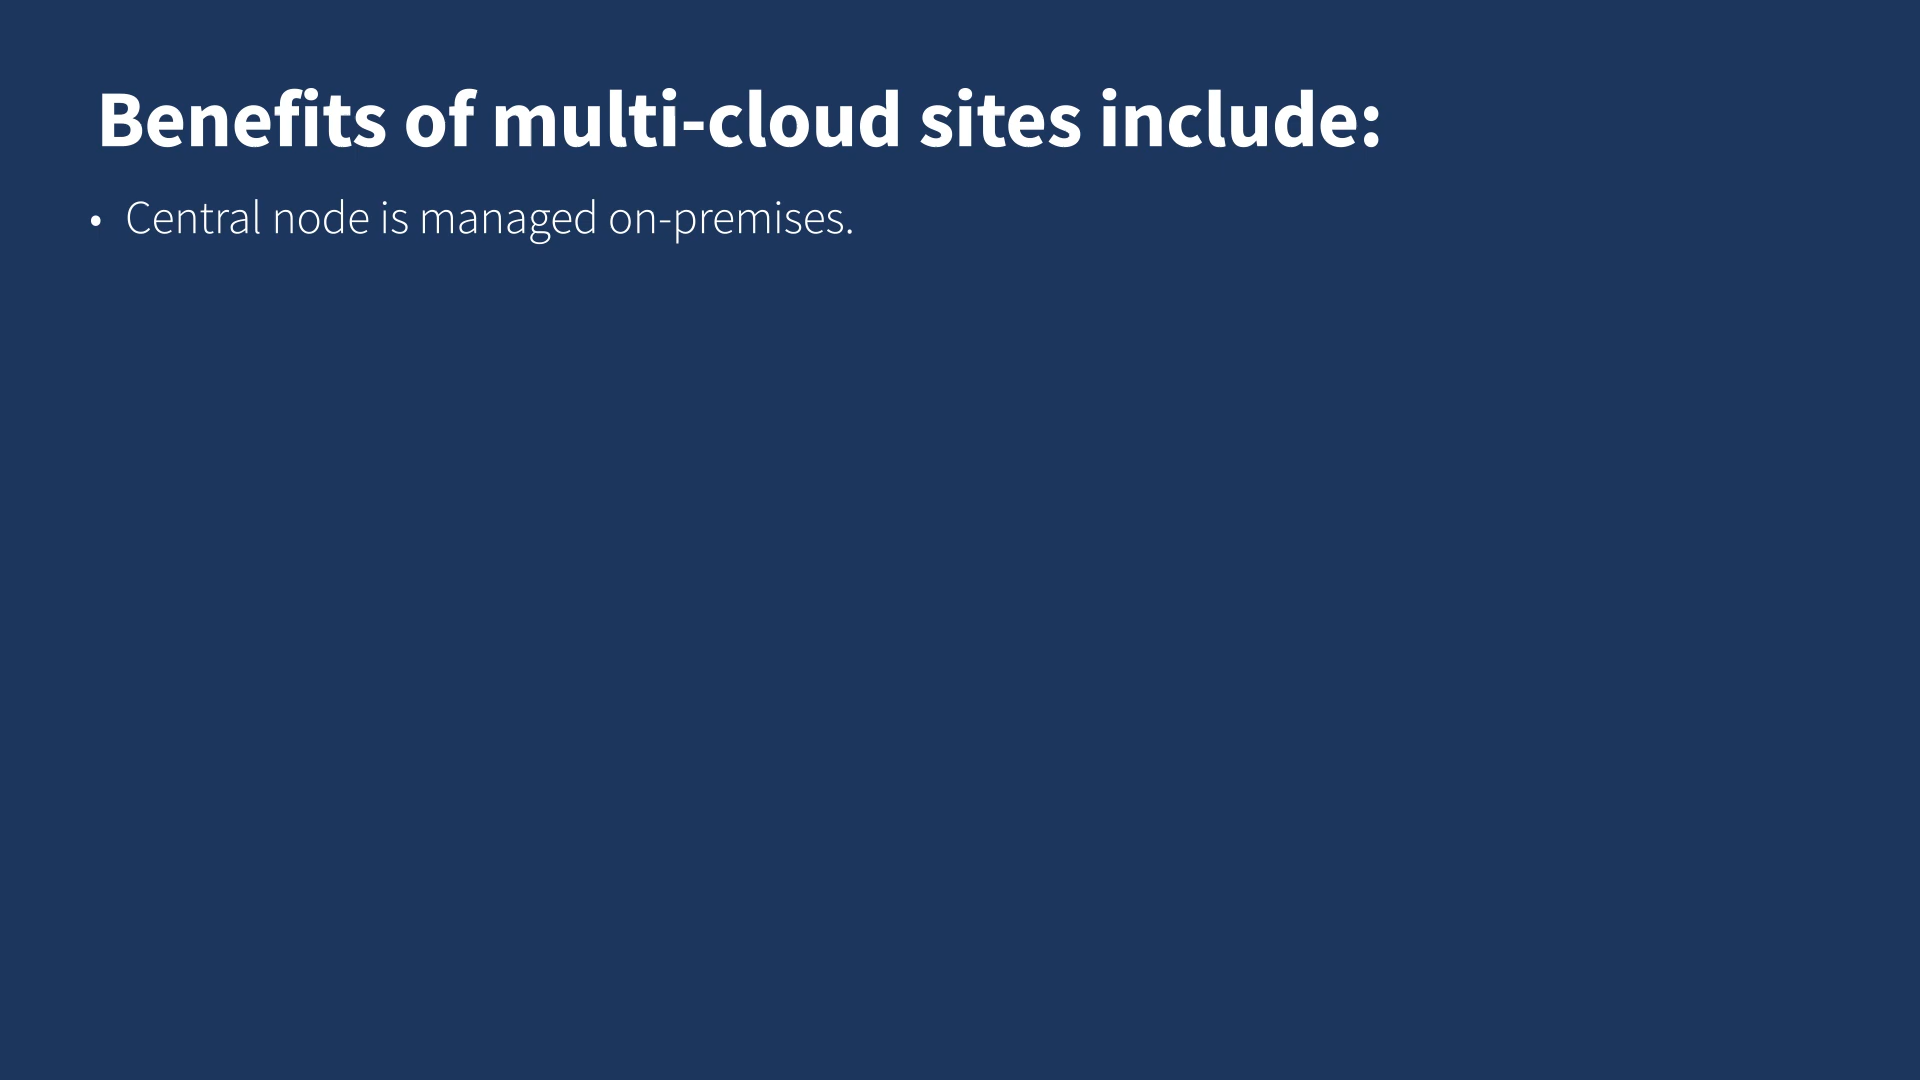 Benefits of multi-cloud sites include:
• Central node is managed on-premises.